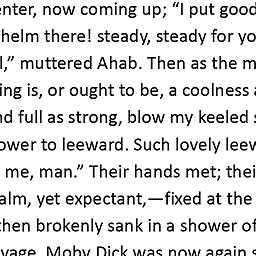 enter, now coming up; “I put good
helm there! steady, steady for yo
,” muttered Ahab. Then as the m
ing is, or ought to be, a coolness a
d full as strong, blow my keeled s
ower to leeward. Such lovely leew
me, man.” Their hands met; thei
alm, yet expectant,—fixed at the
then brokenly sank in a shower of
yage, Moby Dick was now again s